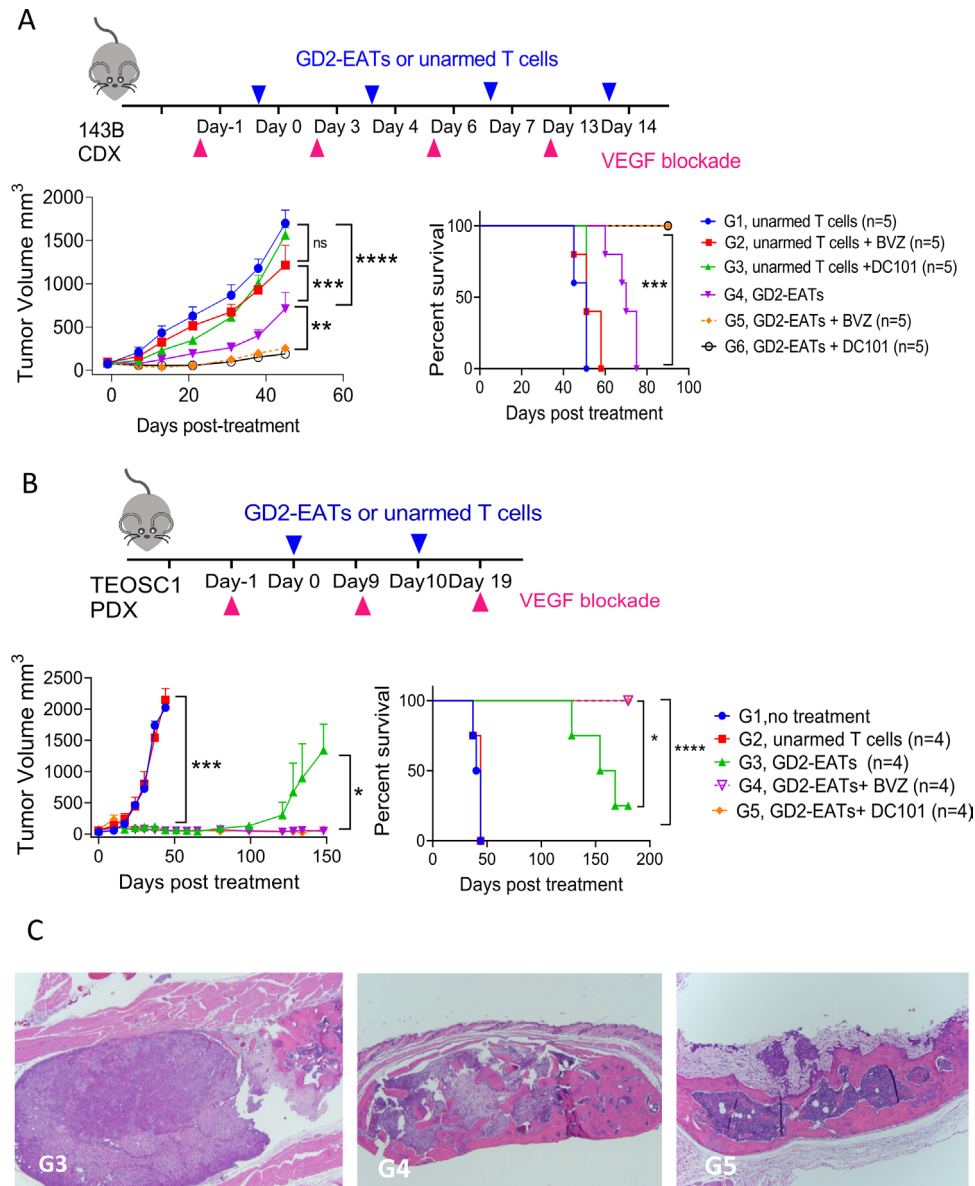 A
GD2-EATs or unarmed T cells
143B
CDX
Day-1 Day 0 Day 3 Day 4 Day 6 Day 7 Day 13 Day 14
VEGF blockade
Tumor Volume mm3
2000
1500
1000
500
0
0 20 40 60
Days post-treatment
ns
****
***
**
Percent survival
100
50
0
0 20 40 60 80 100
Days post treatment
***
G1, unarmed T cells (n=5)
G2, unarmed T cells + BVZ (n=5)
G3, unarmed T cells +DC101 (n=5)
G4, GD2-EATs
G5, GD2-EATs + BVZ (n=5)
G6, GD2-EATs + DC101 (n=5)
B
GD2-EATs or unarmed T cells
TEOSC1
PDX
Day-1 Day 0 Day9 Day10 Day 19
VEGF blockade
Tumor Volume mm3
2500
2000
1500
1000
500
0
0 50 100 150
Days post treatment
***
*
Percent survival
100
50
0
0 50 100 150 200
Days post treatment
*
****
G1,no treatment
G2, unarmed T cells (n=4)
G3, GD2-EATs (n=4)
G4, GD2-EATs+ BVZ (n=4)
G5, GD2-EATs+ DC101 (n=4)
C
G3
G4
G5